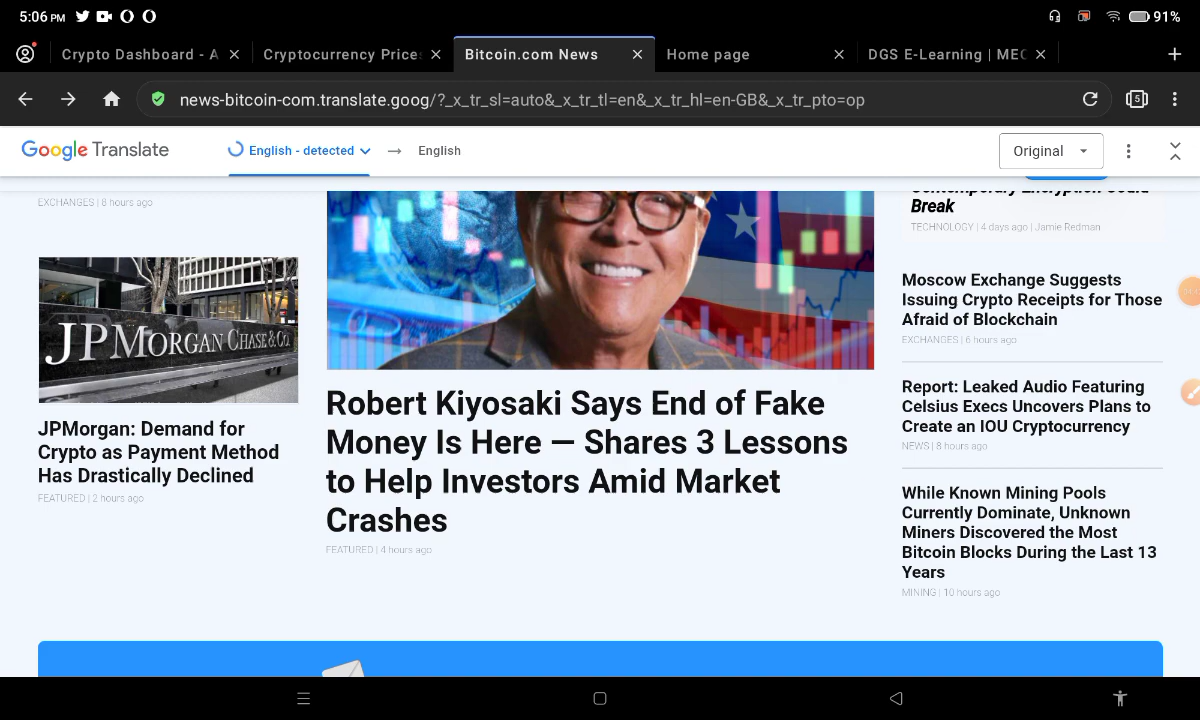 5:06 PM
91%
Crypto Dashboard - A
Cryptocurrency Price
Bitcoin.com News
Home page
DGS E-Learning | MEC
news-bitcoin-com.translate.goog/?_x_tr_sl=auto&_x_tr_tl=en&_x_tr_hl=en-GB&_x_tr_pto=op
5
Google Translate
English - detected
English
Original
EXCHANGES | 8 hours ago
JPMORGAN CHASE & CO.
JPMorgan: Demand for
Crypto as Payment Method
Has Drastically Declined
FEATURED | 2 hours ago
Robert Kiyosaki Says End of Fake
Money Is Here — Shares 3 Lessons
to Help Investors Amid Market
Crashes
FEATURED | 4 hours ago
Contemporary Encryption Could
Break
TECHNOLOGY | 4 days ago | Jamie Redman
Moscow Exchange Suggests
Issuing Crypto Receipts for Those
Afraid of Blockchain
EXCHANGES | 6 hours ago
Report: Leaked Audio Featuring
Celsius Execs Uncovers Plans to
Create an IOU Cryptocurrency
NEWS | 8 hours ago
While Known Mining Pools
Currently Dominate, Unknown
Miners Discovered the Most
Bitcoin Blocks During the Last 13
Years
MINING | 10 hours ago